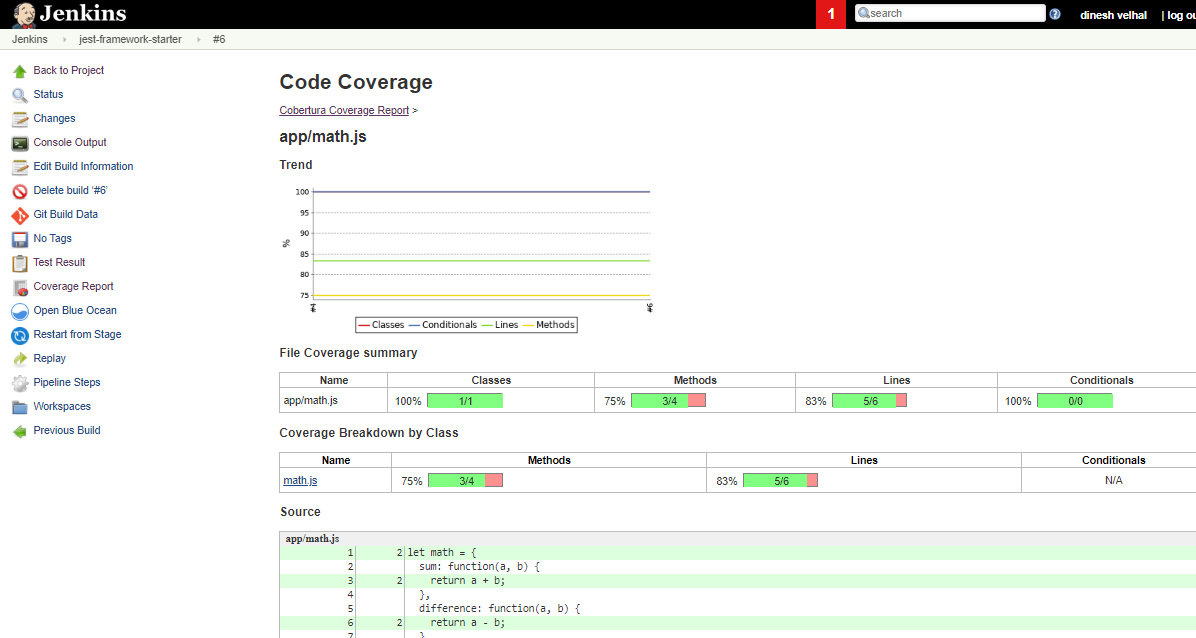 Jenkins
1
search
?
dinesh velhal
| log ou
Jenkins
jest-framework-starter
#6
Back to Project
Status
Changes
Console Output
Edit Build Information
Delete build ‘#6’
Git Build Data
No Tags
Test Result
Coverage Report
Open Blue Ocean
Restart from Stage
Replay
Pipeline Steps
Workspaces
Previous Build
Code Coverage
Cobertura Coverage Report >
app/math.js
Trend
100
95
90
85
80
75
%
#4
#6
Classes Conditionals Lines Methods
File Coverage summary
Name Classes Methods Lines Conditionals
app/math.js 100% 1/1 75% 3/4 83% 5/6 100% 0/0
Coverage Breakdown by Class
Name Methods Lines Conditionals
math.js 75% 3/4 83% 5/6 N/A
Source
app/math.js
1 2 let math = {
2 sum: function(a, b) {
3 2 return a + b;
4 },
5 difference: function(a, b) {
6 2 return a - b;
7 }